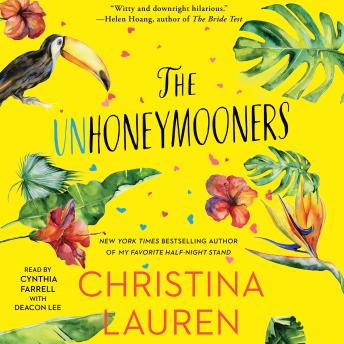 "Witty and downright hilarious."
—Helen Hoang, author of The Bride Test
THE
UNHONEYMOONERS
NEW YORK TIMES BESTSELLING AUTHOR
OF MY FAVORITE HALF-NIGHT STAND
READ BY
CYNTHIA
FARRELL
WITH
DEACON LEE
CHRISTINA
LAUREN